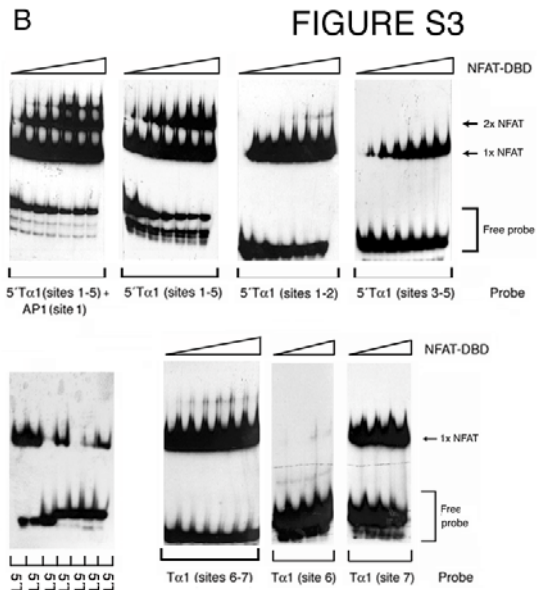 B
FIGURE S3
NFAT-DBD
2x NFAT
1x NFAT
Free probe
5´Tα1(sites 1-5)+
AP1(site 1)
5´Tα1 (sites 1-5)
5´Tα1 (sites 1-2)
5´Tα1 (sites 3-5)
Probe
NFAT-DBD
1x NFAT
Free
probe
Tα1 (sites 6-7)
Tα1 (site 6)
Tα1 (site 7)
Probe